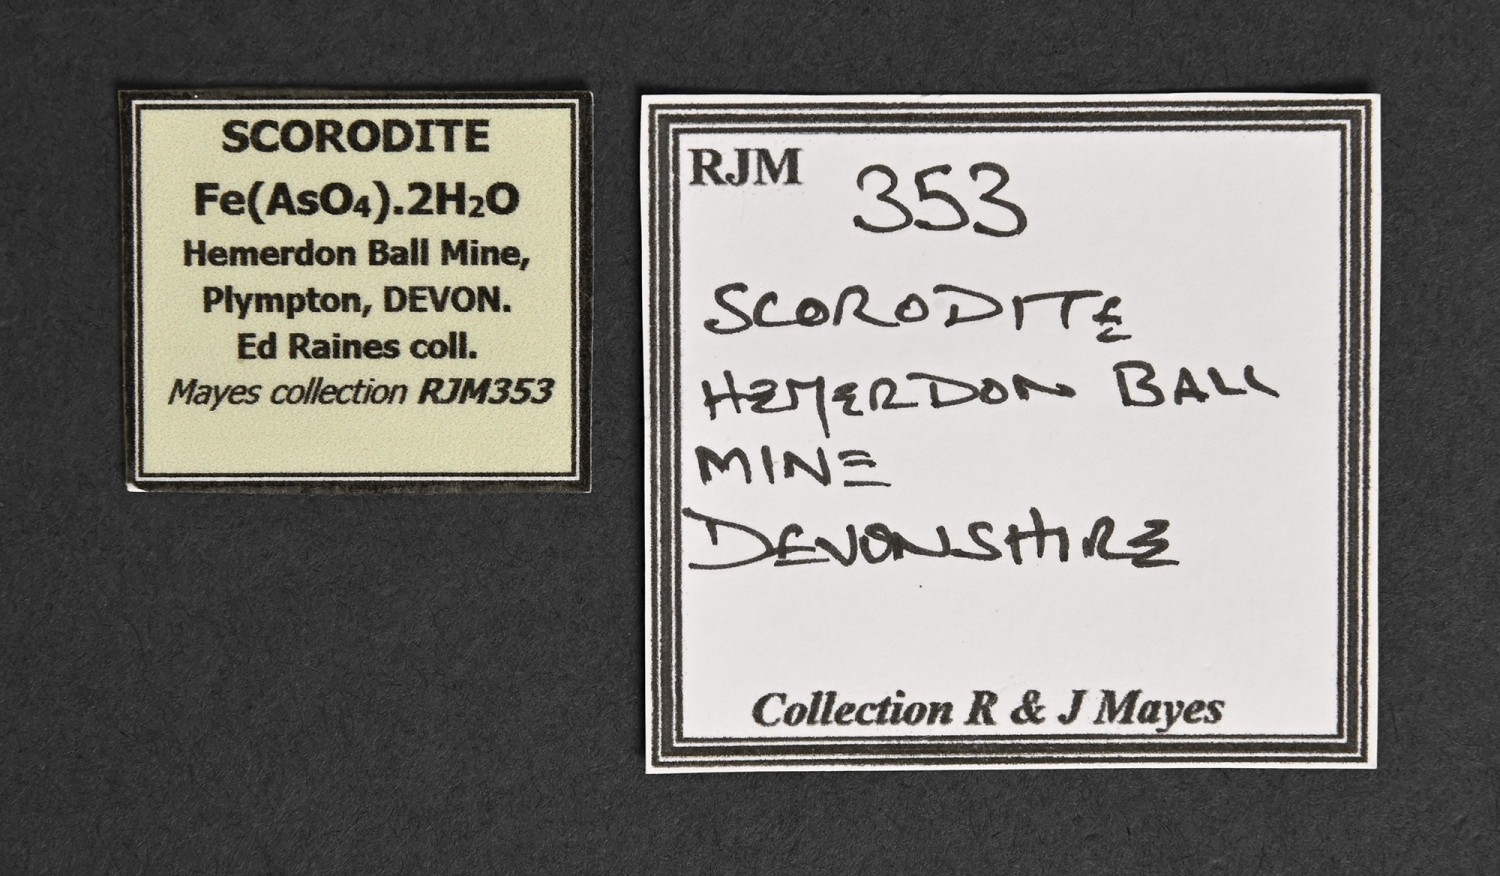 SCORODITE
Fe(AsO₄).2H₂O
Hemerdon Ball Mine,
Plympton, DEVON.
Ed Raines coll.
Mayes collection RJM353
RJM 353
SCORODITE
HEMERDON BALL
MINE
DEVONSHIRE
Collection R & J Mayes